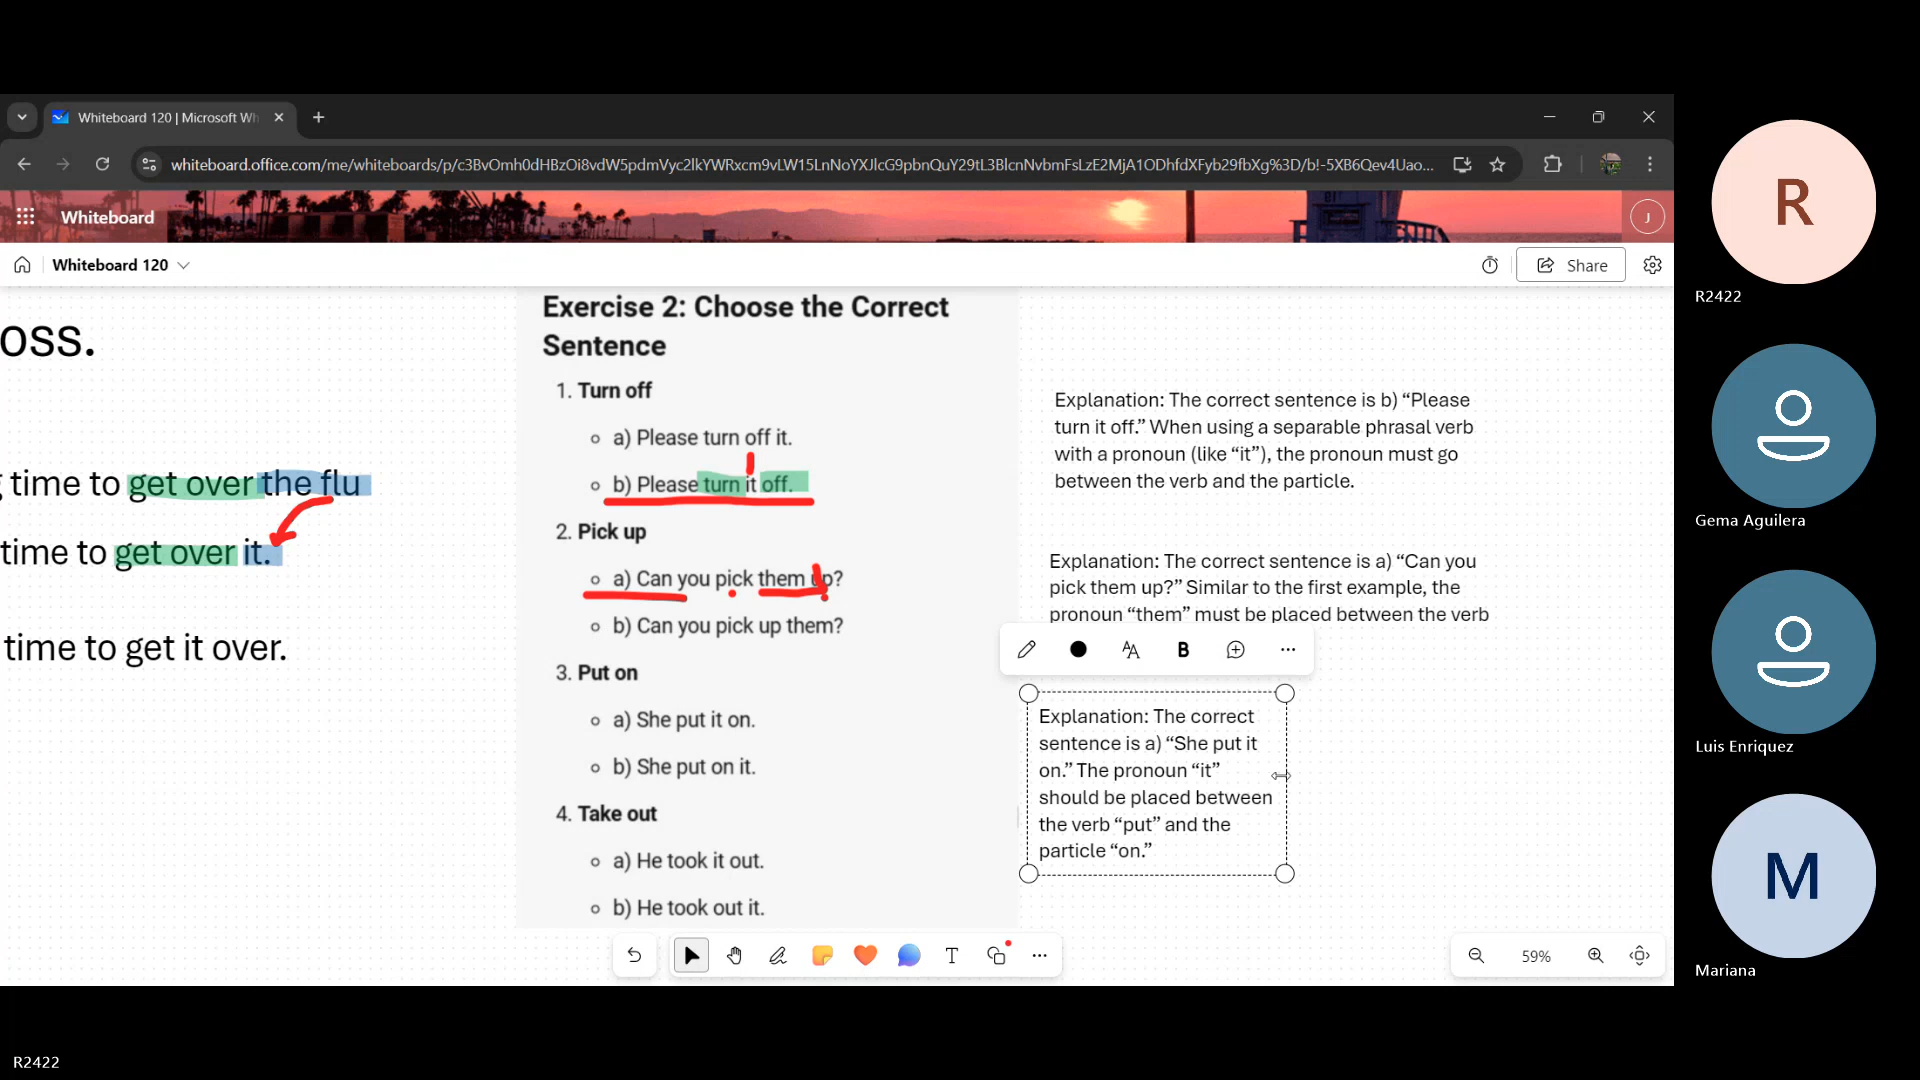 Whiteboard 120 | Microsoft Wh
whiteboard.office.com/me/whiteboards/p/c3BvOmh0dHBzOi8vdW5pdmVyc2lkYWRxcm9vLW15LnNoYXJlcG9pbnQuY29tL3BlcnNvbmFsLzE2MjA1ODhfdXFyb29fbXg%3D/b!-5XB6Qev4Uao...
Whiteboard
J
Whiteboard 120
Share
oss.
time to get over the flu
time to get over it.
time to get it over.
Exercise 2: Choose the Correct
Sentence
1. Turn off
a) Please turn off it.
b) Please turn it off.
2. Pick up
a) Can you pick them up?
b) Can you pick up them?
3. Put on
a) She put it on.
b) She put on it.
4. Take out
a) He took it out.
b) He took out it.
Explanation: The correct sentence is b) “Please
turn it off.” When using a separable phrasal verb
with a pronoun (like “it”), the pronoun must go
between the verb and the particle.
Explanation: The correct sentence is a) “Can you
pick them up?” Similar to the first example, the
pronoun “them” must be placed between the verb
B
Explanation: The correct
sentence is a) “She put it
on.” The pronoun “it”
should be placed between
the verb “put” and the
particle “on.”
59%
R
R2422
Gema Aguilera
Luis Enriquez
M
Mariana
R2422